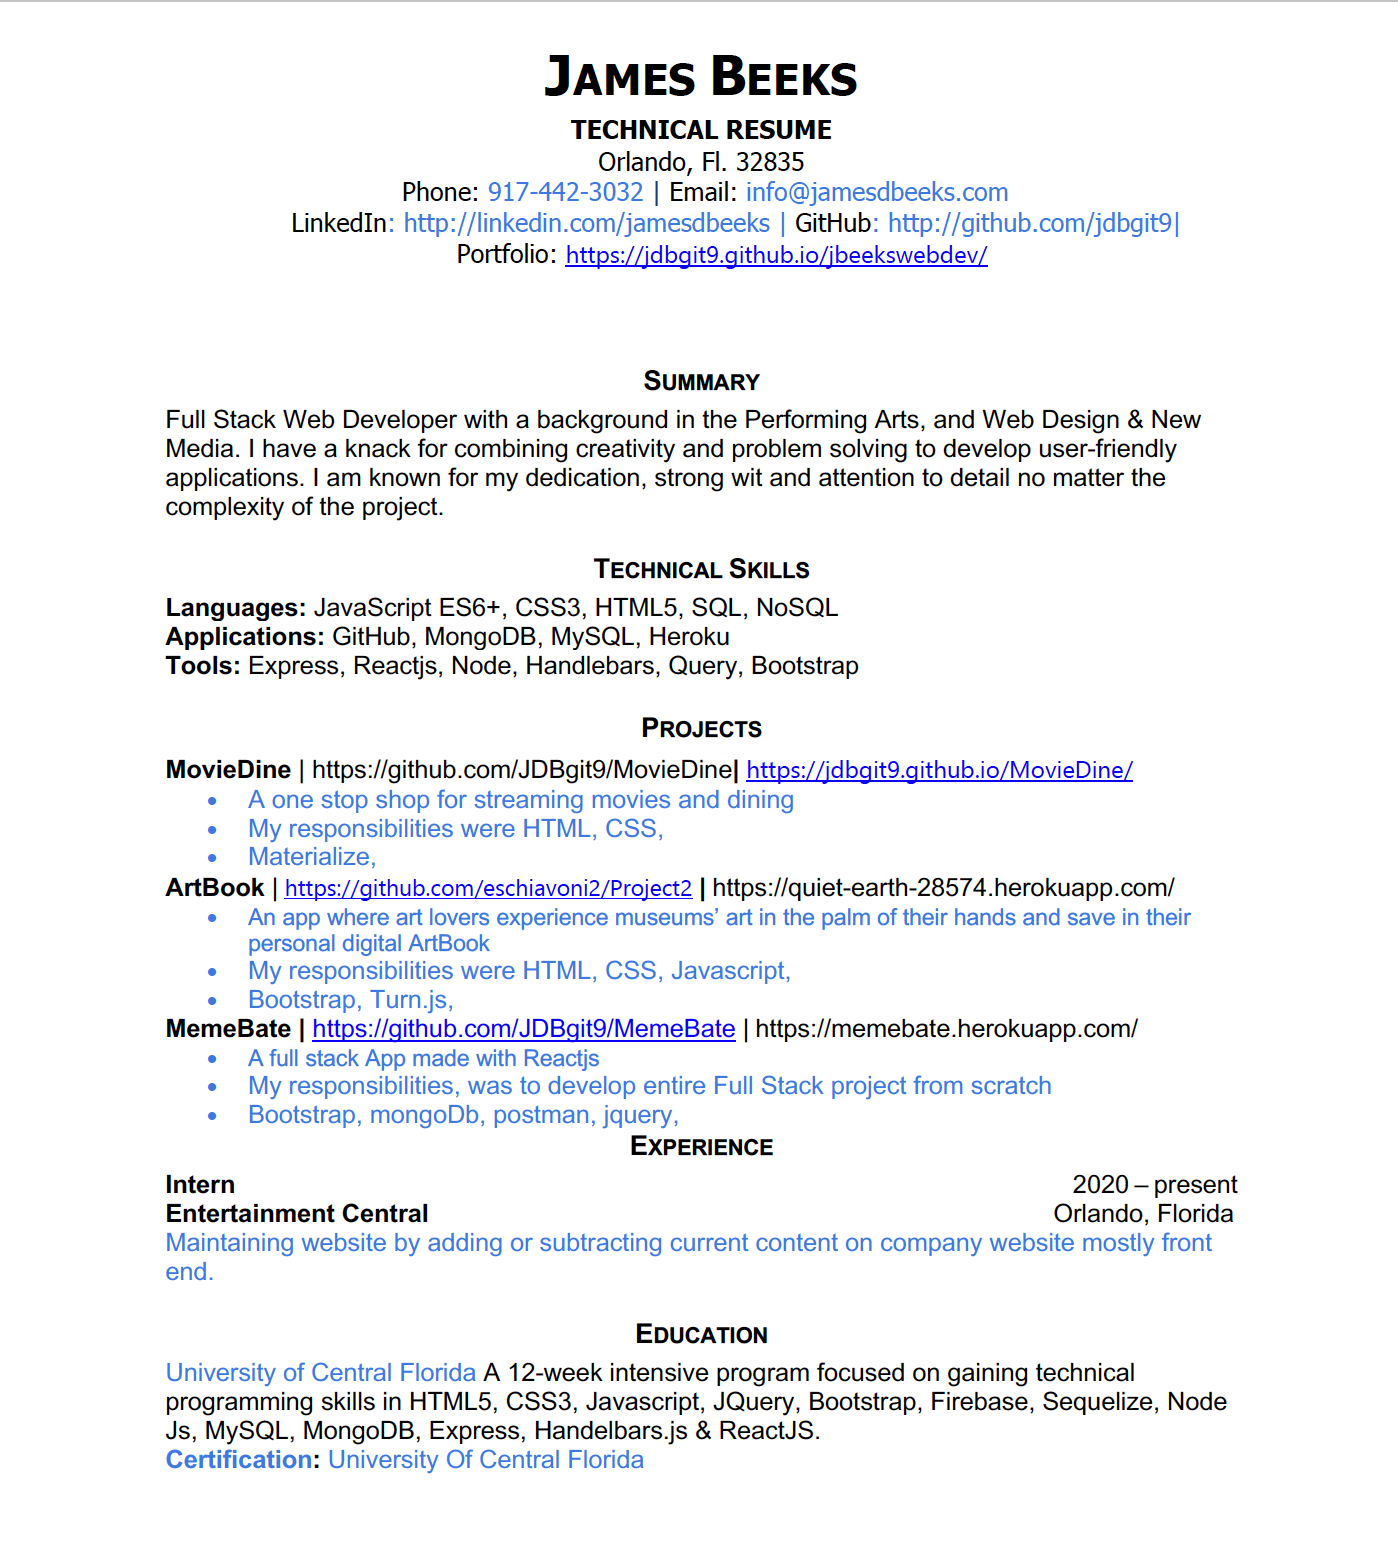 JAMES BEEKS
TECHNICAL RESUME
Orlando, Fl. 32835
Phone: 917-442-3032 | Email: info@jamesdbeeks.com
LinkedIn: http://linkedin.com/jamesdbeeks | GitHub: http://github.com/jdbgit9|
Portfolio: https://jdbgit9.github.io/jbeekswebdev/
SUMMARY
Full Stack Web Developer with a background in the Performing Arts, and Web Design & New
Media. I have a knack for combining creativity and problem solving to develop user-friendly
applications. I am known for my dedication, strong wit and attention to detail no matter the
complexity of the project.
TECHNICAL SKILLS
Languages: JavaScript ES6+, CSS3, HTML5, SQL, NoSQL
Applications: GitHub, MongoDB, MySQL, Heroku
Tools: Express, Reactjs, Node, Handlebars, Query, Bootstrap
PROJECTS
MovieDine | https://github.com/JDBgit9/MovieDine| https://jdbgit9.github.io/MovieDine/
• A one stop shop for streaming movies and dining
• My responsibilities were HTML, CSS,
• Materialize,
ArtBook | https://github.com/eschiavoni2/Project2 | https://quiet-earth-28574.herokuapp.com/
• An app where art lovers experience museums’ art in the palm of their hands and save in their
personal digital ArtBook
• My responsibilities were HTML, CSS, Javascript,
• Bootstrap, Turn.js,
MemeBate | https://github.com/JDBgit9/MemeBate | https://memebate.herokuapp.com/
• A full stack App made with Reactjs
• My responsibilities, was to develop entire Full Stack project from scratch
• Bootstrap, mongoDb, postman, jquery,
EXPERIENCE
Intern 2020 – present
Entertainment Central Orlando, Florida
Maintaining website by adding or subtracting current content on company website mostly front
end.
EDUCATION
University of Central Florida A 12-week intensive program focused on gaining technical
programming skills in HTML5, CSS3, Javascript, JQuery, Bootstrap, Firebase, Sequelize, Node
Js, MySQL, MongoDB, Express, Handelbars.js & ReactJS.
Certification: University Of Central Florida